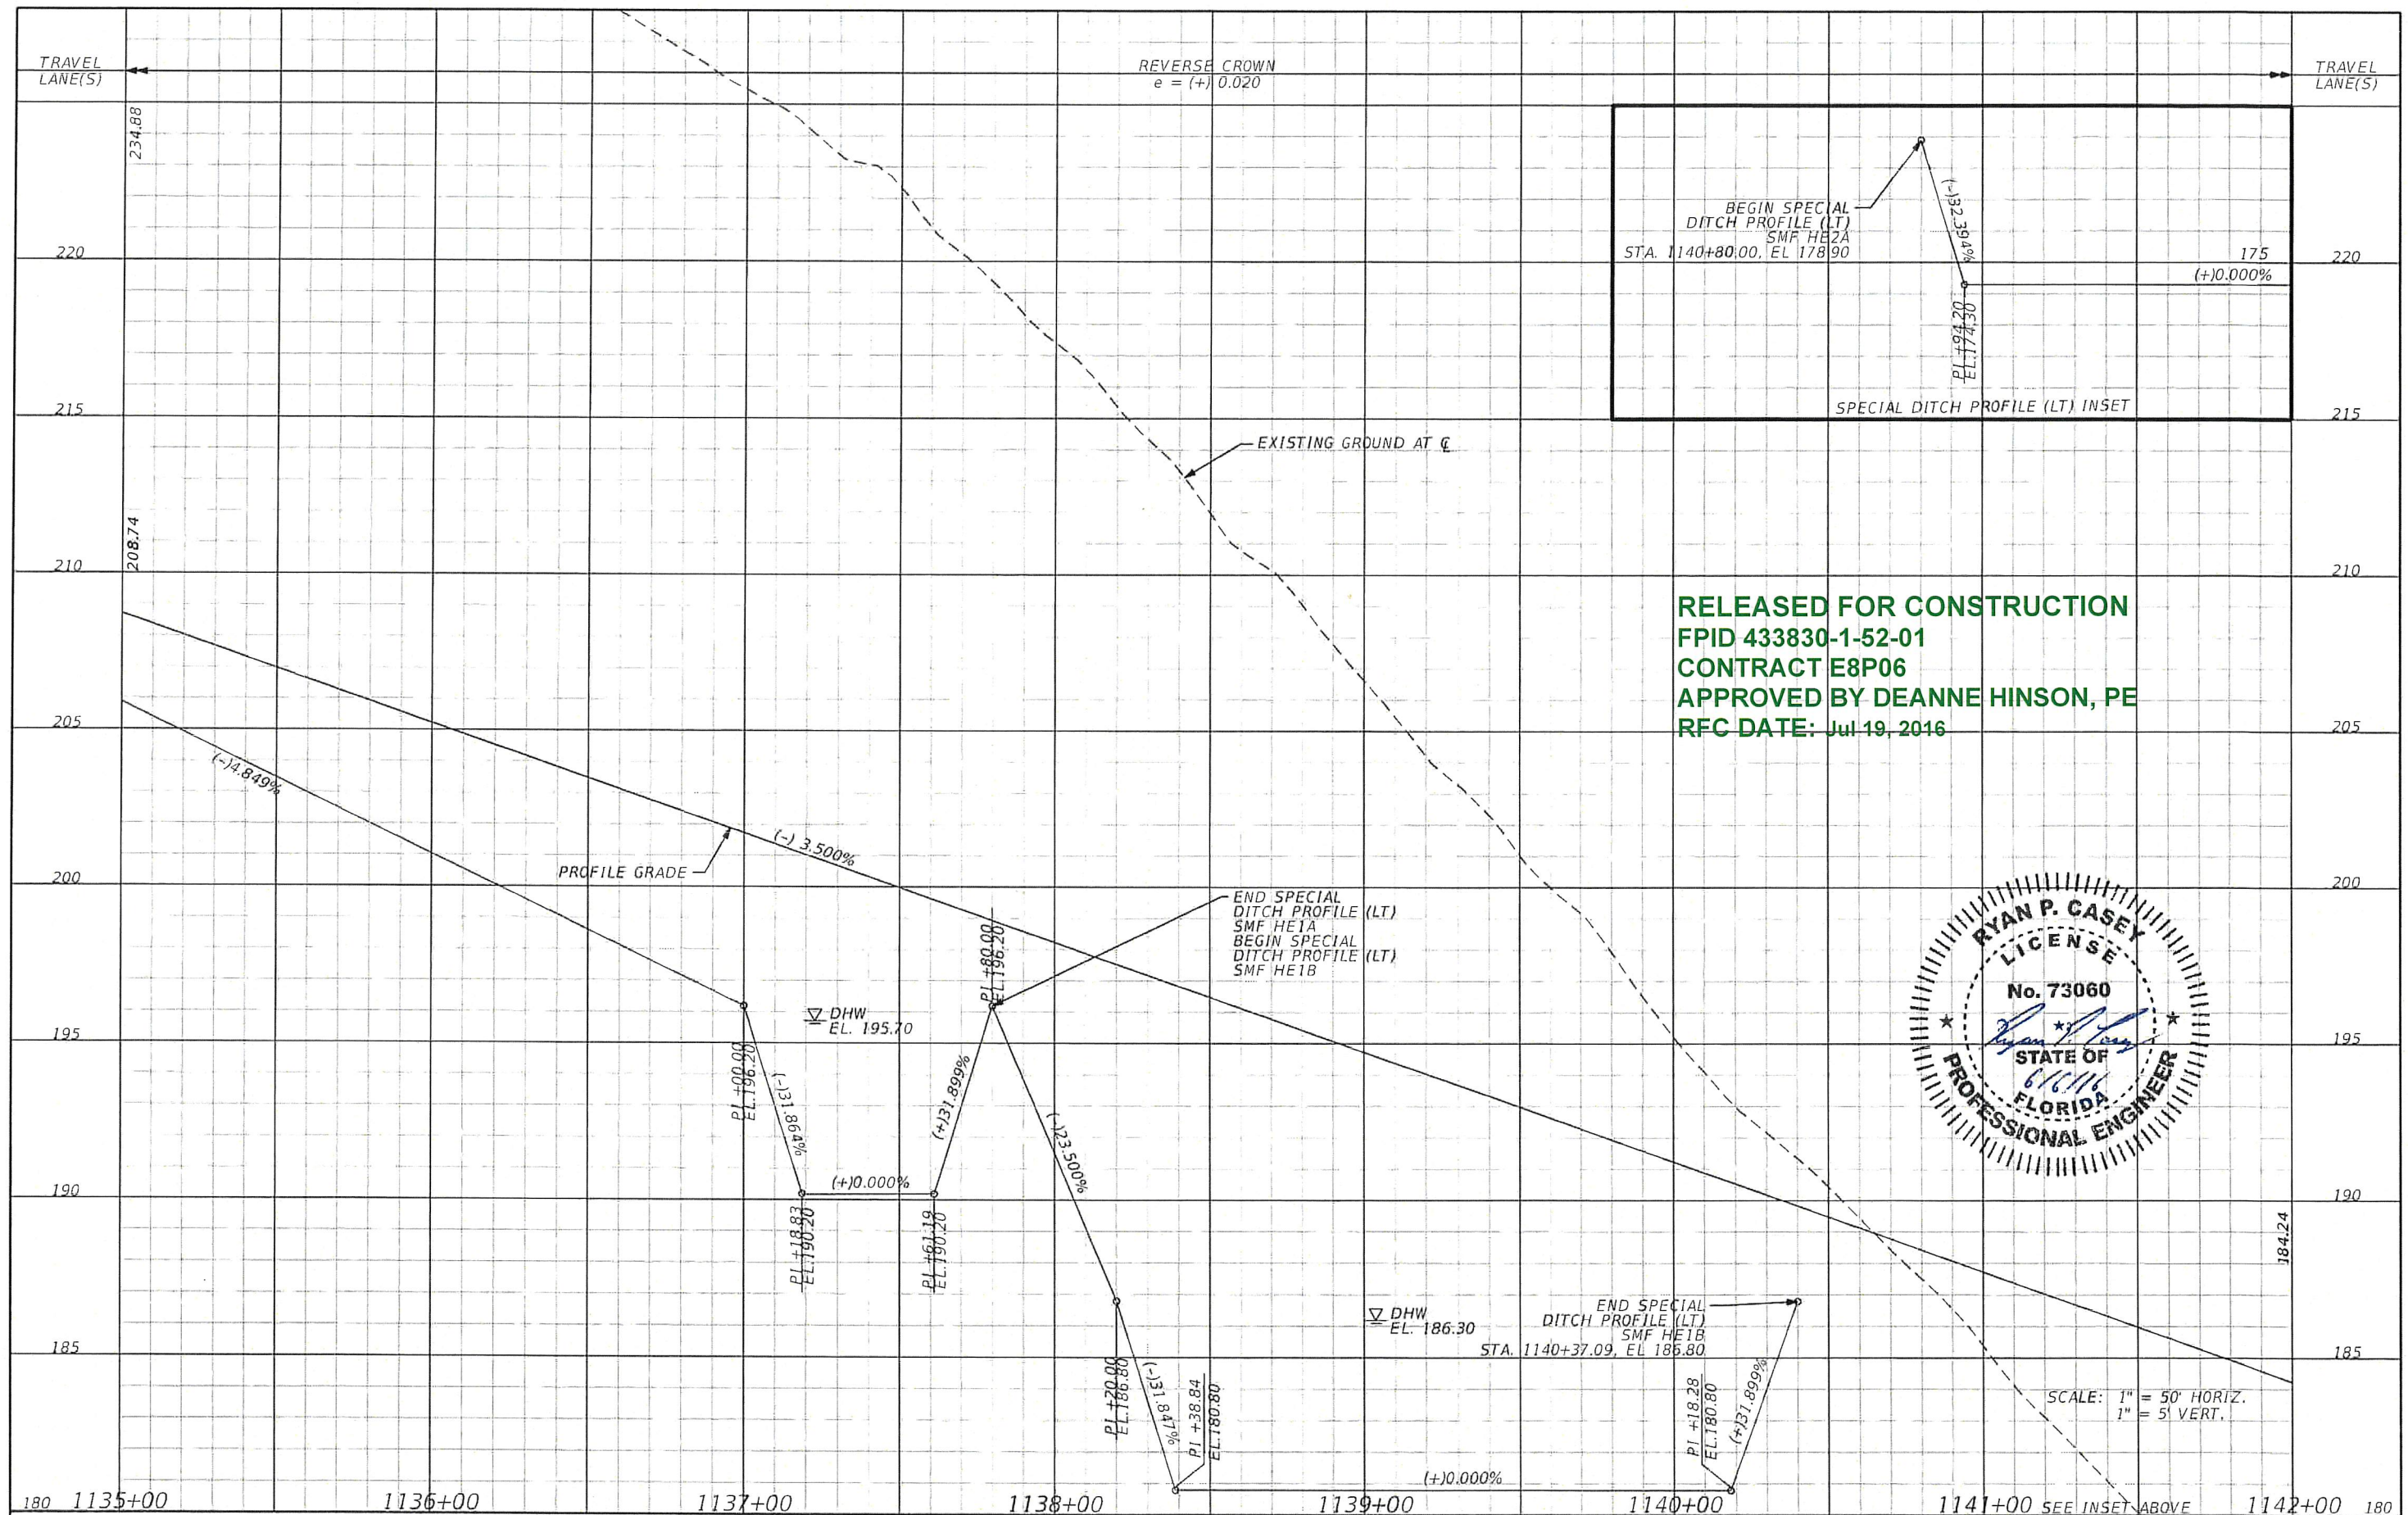 TRAVEL
LANE(S)
REVERSE CROWN
e = (+) 0.020
TRAVEL
LANE(S)
234.88
208.74
BEGIN SPECIAL
DITCH PROFILE (LT)
SMF HE2A
STA. 1140+80.00, EL 178.90
(-)32.394%
175
(+)0.000%
PI +94.20
EL.174.30
SPECIAL DITCH PROFILE (LT) INSET
220
220
215
215
EXISTING GROUND AT ℄
210
210
RELEASED FOR CONSTRUCTION
FPID 433830-1-52-01
CONTRACT E8P06
APPROVED BY DEANNE HINSON, PE
RFC DATE: Jul 19, 2016
205
205
(-)4.849%
(-) 3.500%
PROFILE GRADE
200
200
END SPECIAL
DITCH PROFILE (LT)
SMF HE1A
BEGIN SPECIAL
DITCH PROFILE (LT)
SMF HE1B
PI +80.00
EL.196.20
RYAN P. CASEY
LICENSE
No. 73060
Ryan P. Casey
STATE OF
6/6/16
FLORIDA
PROFESSIONAL ENGINEER
DHW
EL. 195.70
195
195
PI +00.00
EL.196.20
(-)31.864%
(+)31.899%
(-)23.500%
190
190
(+)0.000%
PI +18.83
EL.190.20
PI +61.19
EL.190.20
184.24
DHW
EL. 186.30
END SPECIAL
DITCH PROFILE (LT)
SMF HE1B
STA. 1140+37.09, EL 186.80
185
185
PI +20.00
EL.186.80
(-)31.847%
PI +38.84
EL.180.80
PI +18.28
EL.180.80
(+)31.899%
SCALE: 1" = 50' HORIZ.
1" = 5' VERT.
(+)0.000%
180 1135+00 1136+00 1137+00 1138+00 1139+00 1140+00 1141+00 SEE INSET ABOVE 1142+00 180